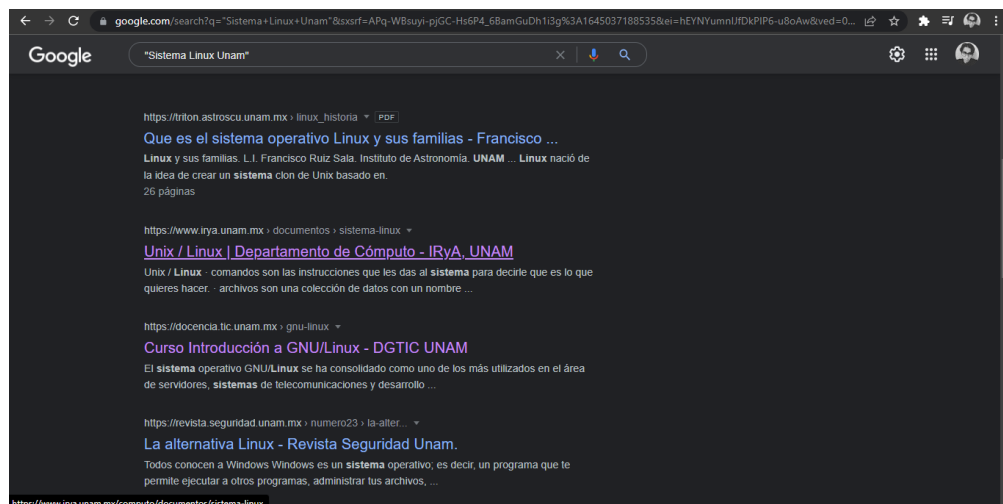 google.com/search?q="Sistema+Linux+Unam"&sxsrf=APq-WBsuyi-pjGC-Hs6P4_6BamGuDh1i3g%3A1645037188535&ei=hEYNYumnUfDkPIP6-u8oAw&ved=0...
Google
"Sistema Linux Unam"
https://triton.astroscu.unam.mx › linux_historia PDF
Que es el sistema operativo Linux y sus familias - Francisco ...
Linux y sus familias. L.I. Francisco Ruiz Sala. Instituto de Astronomía. UNAM ... Linux nació de
la idea de crear un sistema clon de Unix basado en.
26 páginas
https://www.irya.unam.mx › documentos › sistema-linux
Unix / Linux | Departamento de Cómputo - IRyA, UNAM
Unix / Linux · comandos son las instrucciones que les das al sistema para decirle que es lo que
quieres hacer. · archivos son una colección de datos con un nombre ...
https://docencia.tic.unam.mx › gnu-linux
Curso Introducción a GNU/Linux - DGTIC UNAM
El sistema operativo GNU/Linux se ha consolidado como uno de los más utilizados en el área
de servidores, sistemas de telecomunicaciones y desarrollo ...
https://revista.seguridad.unam.mx › numero23 › la-alter...
La alternativa Linux - Revista Seguridad Unam.
Todos conocen a Windows Windows es un sistema operativo; es decir, un programa que te
permite ejecutar a otros programas, administrar tus archivos, ...
https://www.irya.unam.mx/computo/documentos/sistema-linux